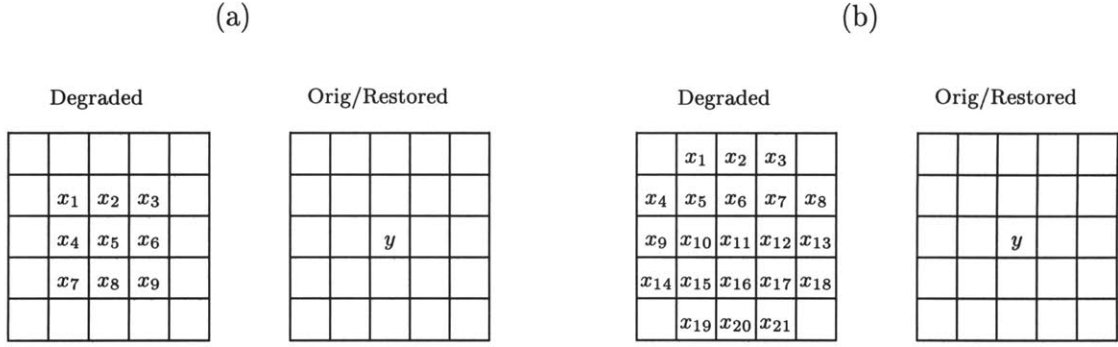 (a) (b)
Degraded Orig/Restored Degraded Orig/Restored
x₁ x₂ x₃
x₁ x₂ x₃ x₄ x₅ x₆ x₇ x₈
x₄ x₅ x₆ y x₉ x₁₀ x₁₁ x₁₂ x₁₃ y
x₇ x₈ x₉ x₁₄ x₁₅ x₁₆ x₁₇ x₁₈
x₁₉ x₂₀ x₂₁